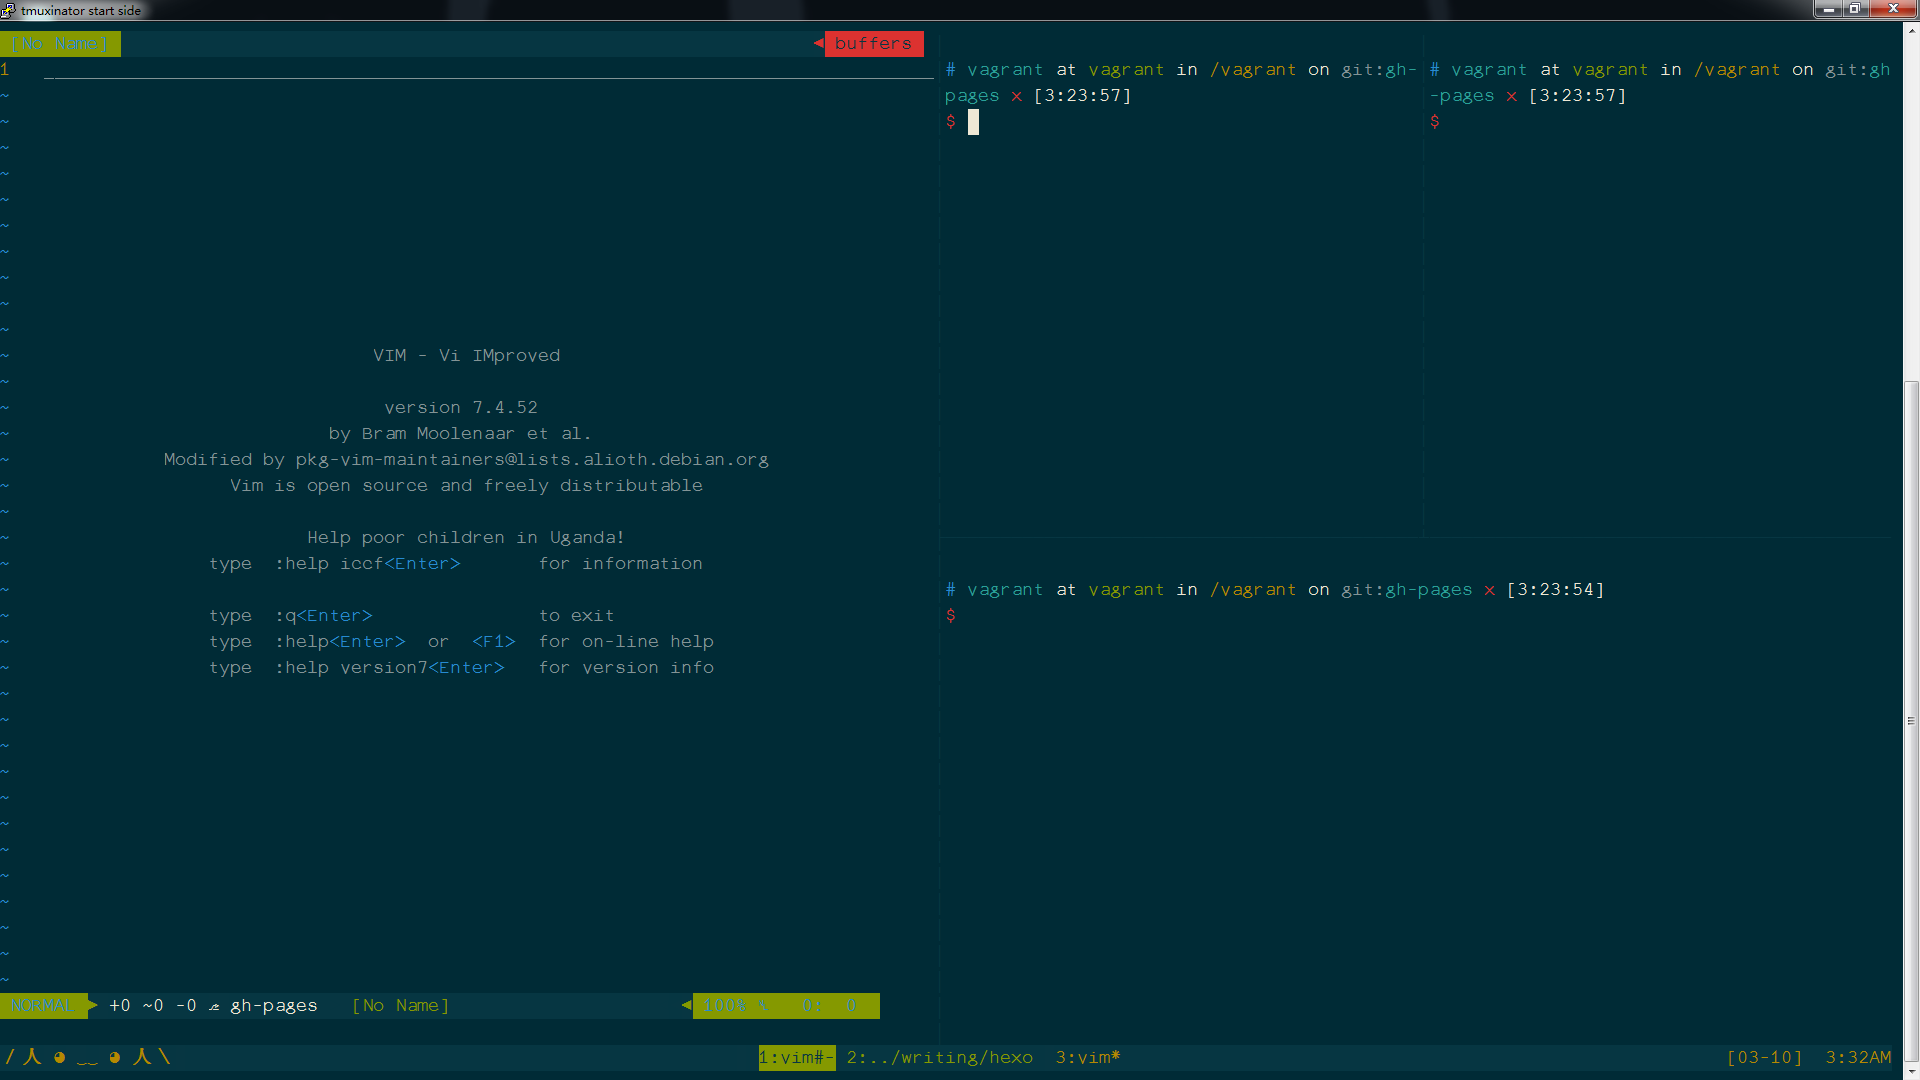 tmuxinator start side
[No Name]
buffers
1
~
~
~
~
~
~
~
~
~
~
~ VIM - Vi IMproved
~
~ version 7.4.52
~ by Bram Moolenaar et al.
~ Modified by pkg-vim-maintainers@lists.alioth.debian.org
~ Vim is open source and freely distributable
~
~ Help poor children in Uganda!
~ type :help iccf<Enter> for information
~
~ type :q<Enter> to exit
~ type :help<Enter> or <F1> for on-line help
~ type :help version7<Enter> for version info
~
~
~
~
~
~
~
~
~
~
~
~
NORMAL +0 ~0 -0 gh-pages [No Name] 100% 0: 0
# vagrant at vagrant in /vagrant on git:gh-
pages x [3:23:57]
$
# vagrant at vagrant in /vagrant on git:gh
-pages x [3:23:57]
$
# vagrant at vagrant in /vagrant on git:gh-pages x [3:23:54]
$
/ 人 ◕ ‿‿ ◕ 人 \ 1:vim#- 2:../writing/hexo 3:vim* [03-10] 3:32AM